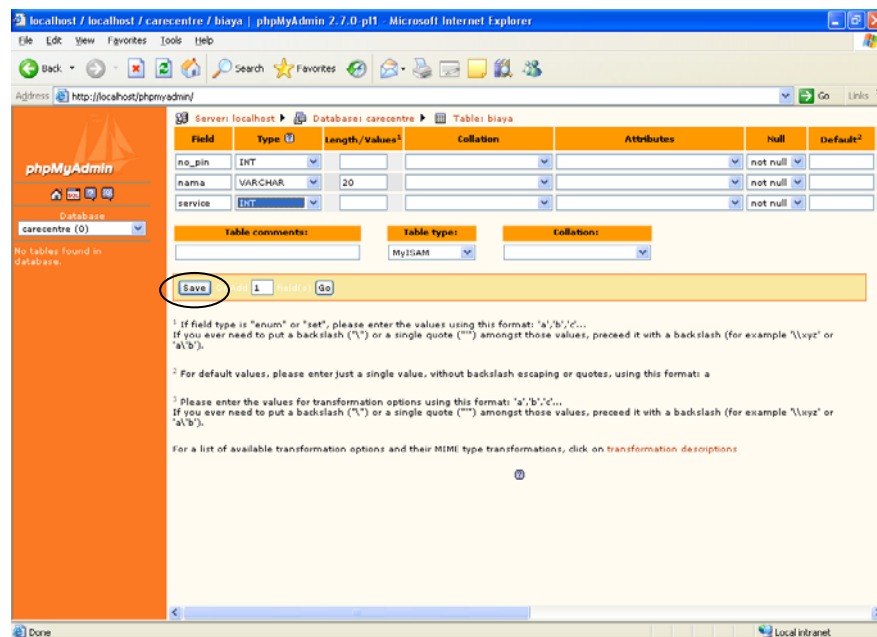 localhost / localhost / carecentre / biaya | phpMyAdmin 2.7.0-pl1 - Microsoft Internet Explorer
File Edit View Favorites Tools Help
Back Search Favorites
Address http://localhost/phpmyadmin/ Go Links
Server: localhost Database: carecentre Table: biaya
Field Type Length/Values1 Collation Attributes Null Default2
no_pin INT not null
nama VARCHAR 20 not null
service INT not null
phpMyAdmin
Database
carecentre (0)
No tables found in
database.
Table comments: Table type: Collation:
MyISAM
Save 1 field(s) Go
1 If field type is "enum" or "set", please enter the values using this format: 'a','b','c'...
If you ever need to put a backslash ("\") or a single quote ("'") amongst those values, preceed it with a backslash (for example '\\xyz' or
'a\'b').
2 For default values, please enter just a single value, without backslash escaping or quotes, using this format: a
3 Please enter the values for transformation options using this format: 'a','b','c'...
If you ever need to put a backslash ("\") or a single quote ("'") amongst those values, preceed it with a backslash (for example '\\xyz' or
'a\'b').
For a list of available transformation options and their MIME type transformations, click on transformation descriptions
Done Local intranet